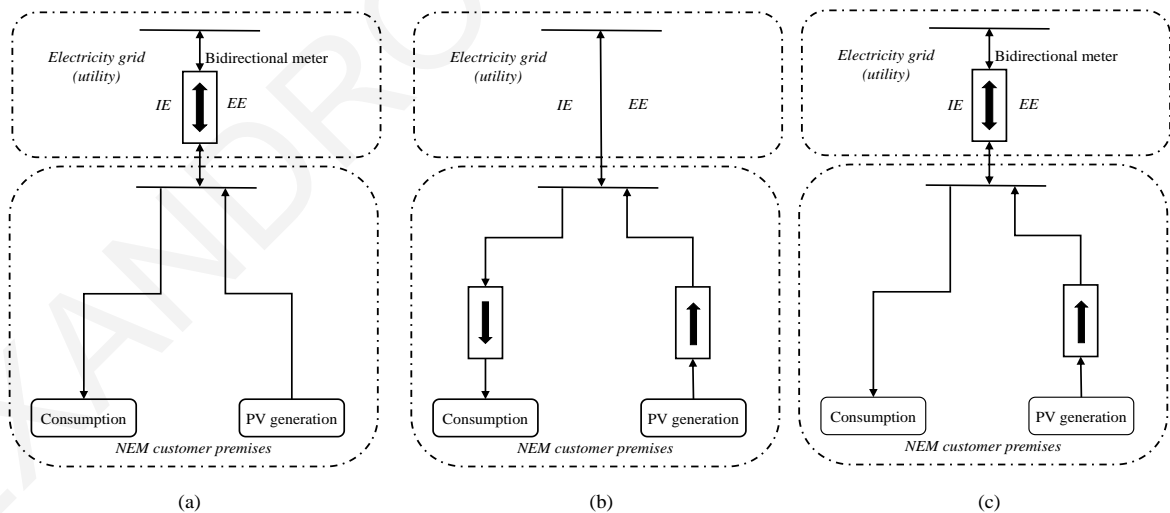 Electricity grid
(utility)
Bidirectional meter
IE
EE
Consumption
PV generation
NEM customer premises
(a)
Electricity grid
(utility)
IE
EE
Consumption
PV generation
NEM customer premises
(b)
Electricity grid
(utility)
Bidirectional meter
IE
EE
Consumption
PV generation
NEM customer premises
(c)